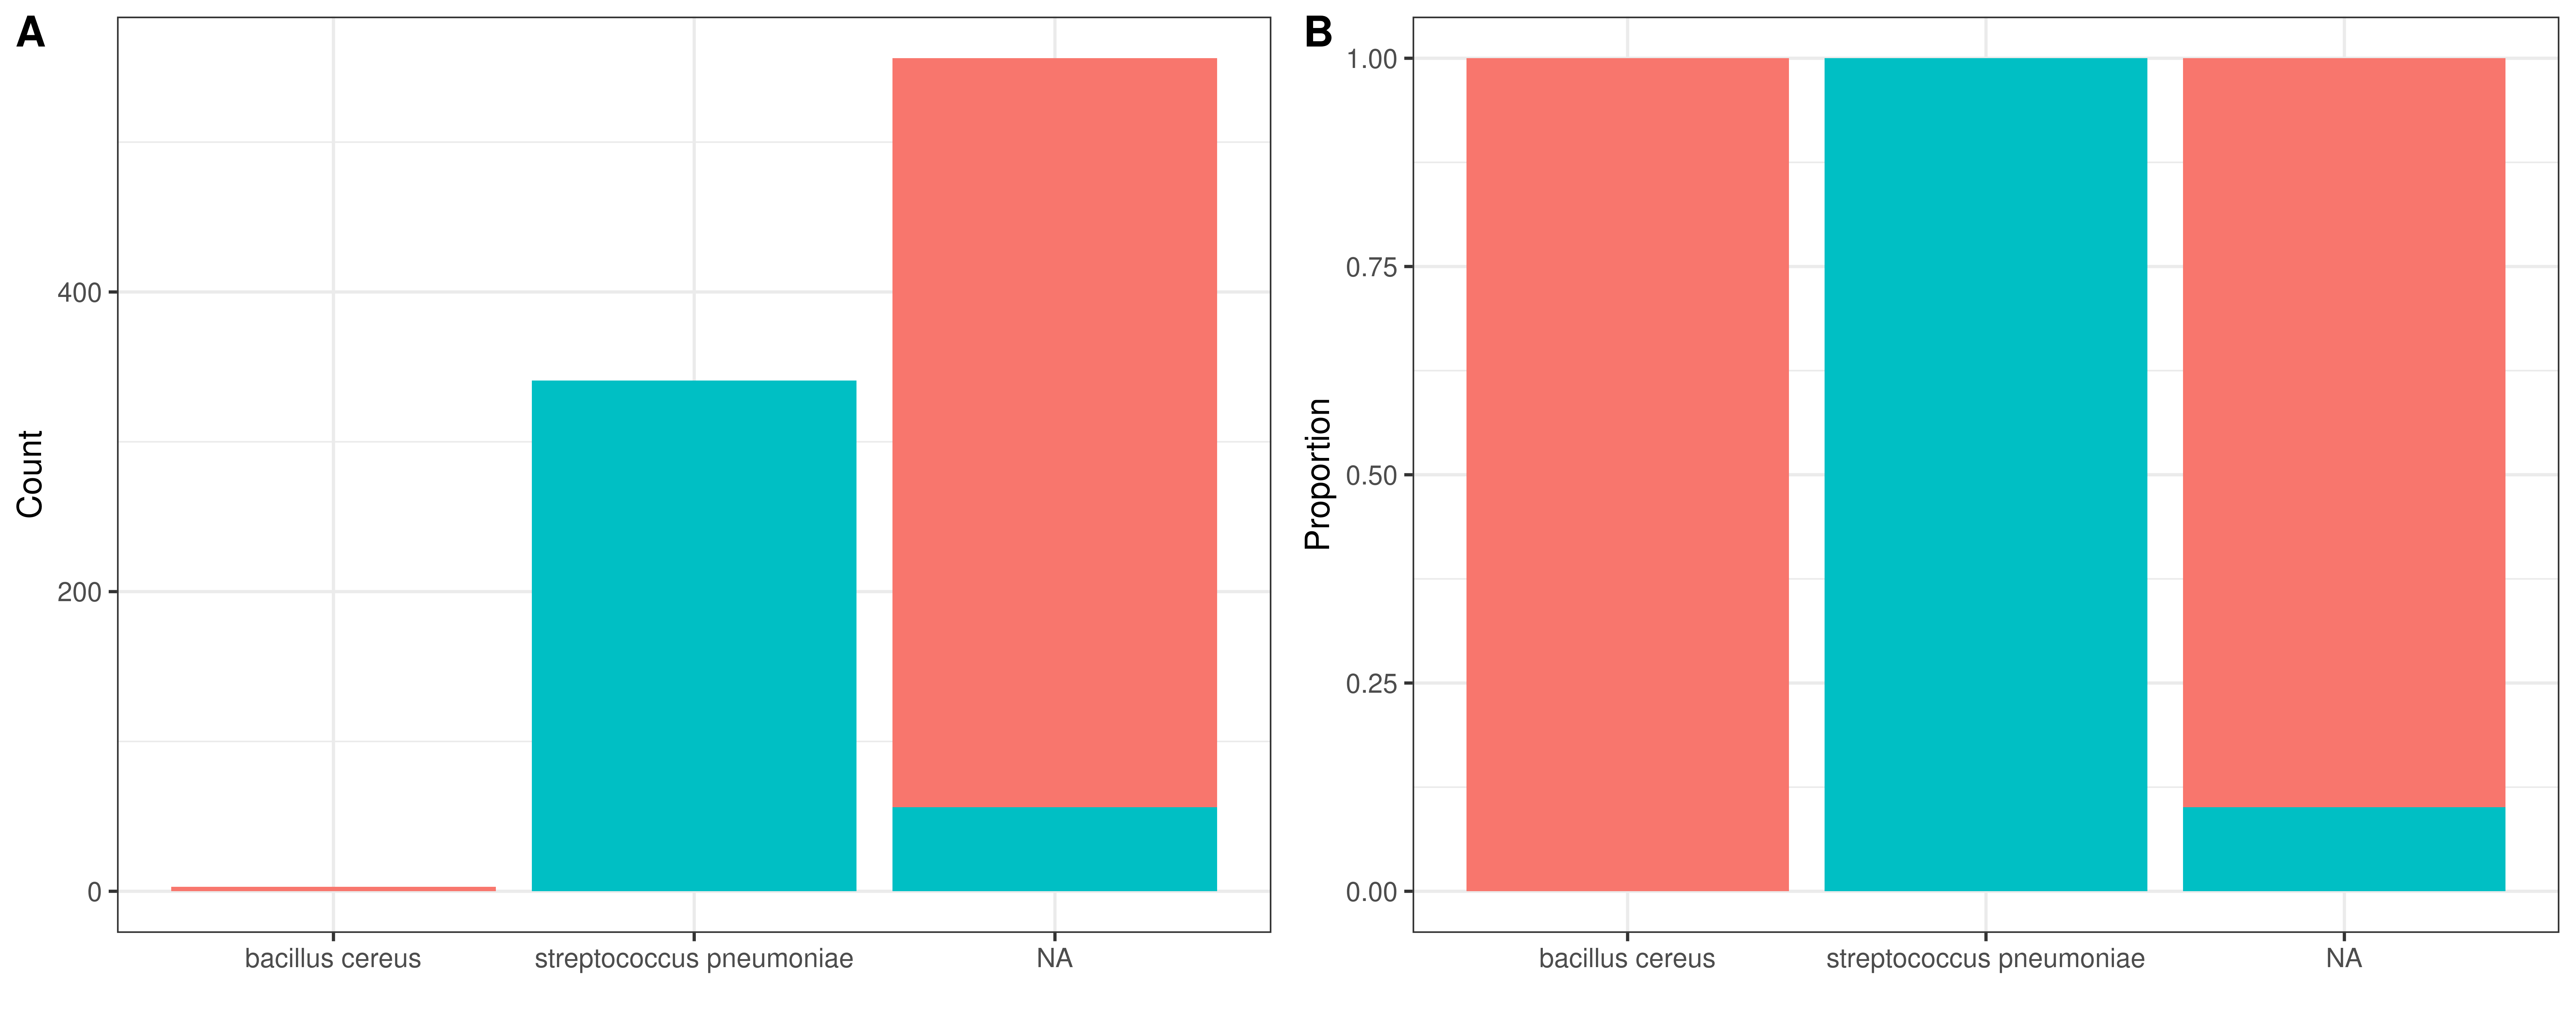 A
Count
400
200
0
bacillus cereus
streptococcus pneumoniae
NA
B
Proportion
1.00
0.75
0.50
0.25
0.00
bacillus cereus
streptococcus pneumoniae
NA